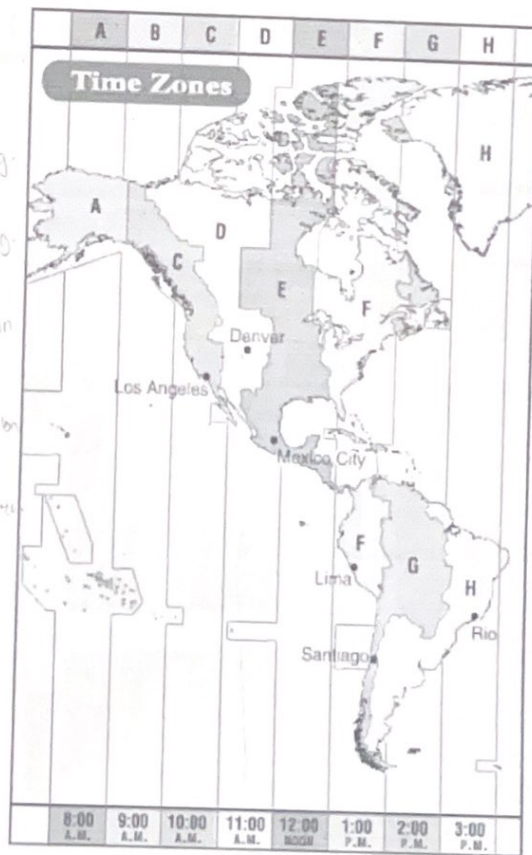 A B C D E F G H
Time Zones
H
A
D
C
E
F
Denver
Los Angeles
Mexico City
F
G
Lima
H
Rio
Santiago
8:00 9:00 10:00 11:00 12:00 1:00 2:00 3:00
A.M. A.M. A.M. A.M. NOON P.M. P.M. P.M.